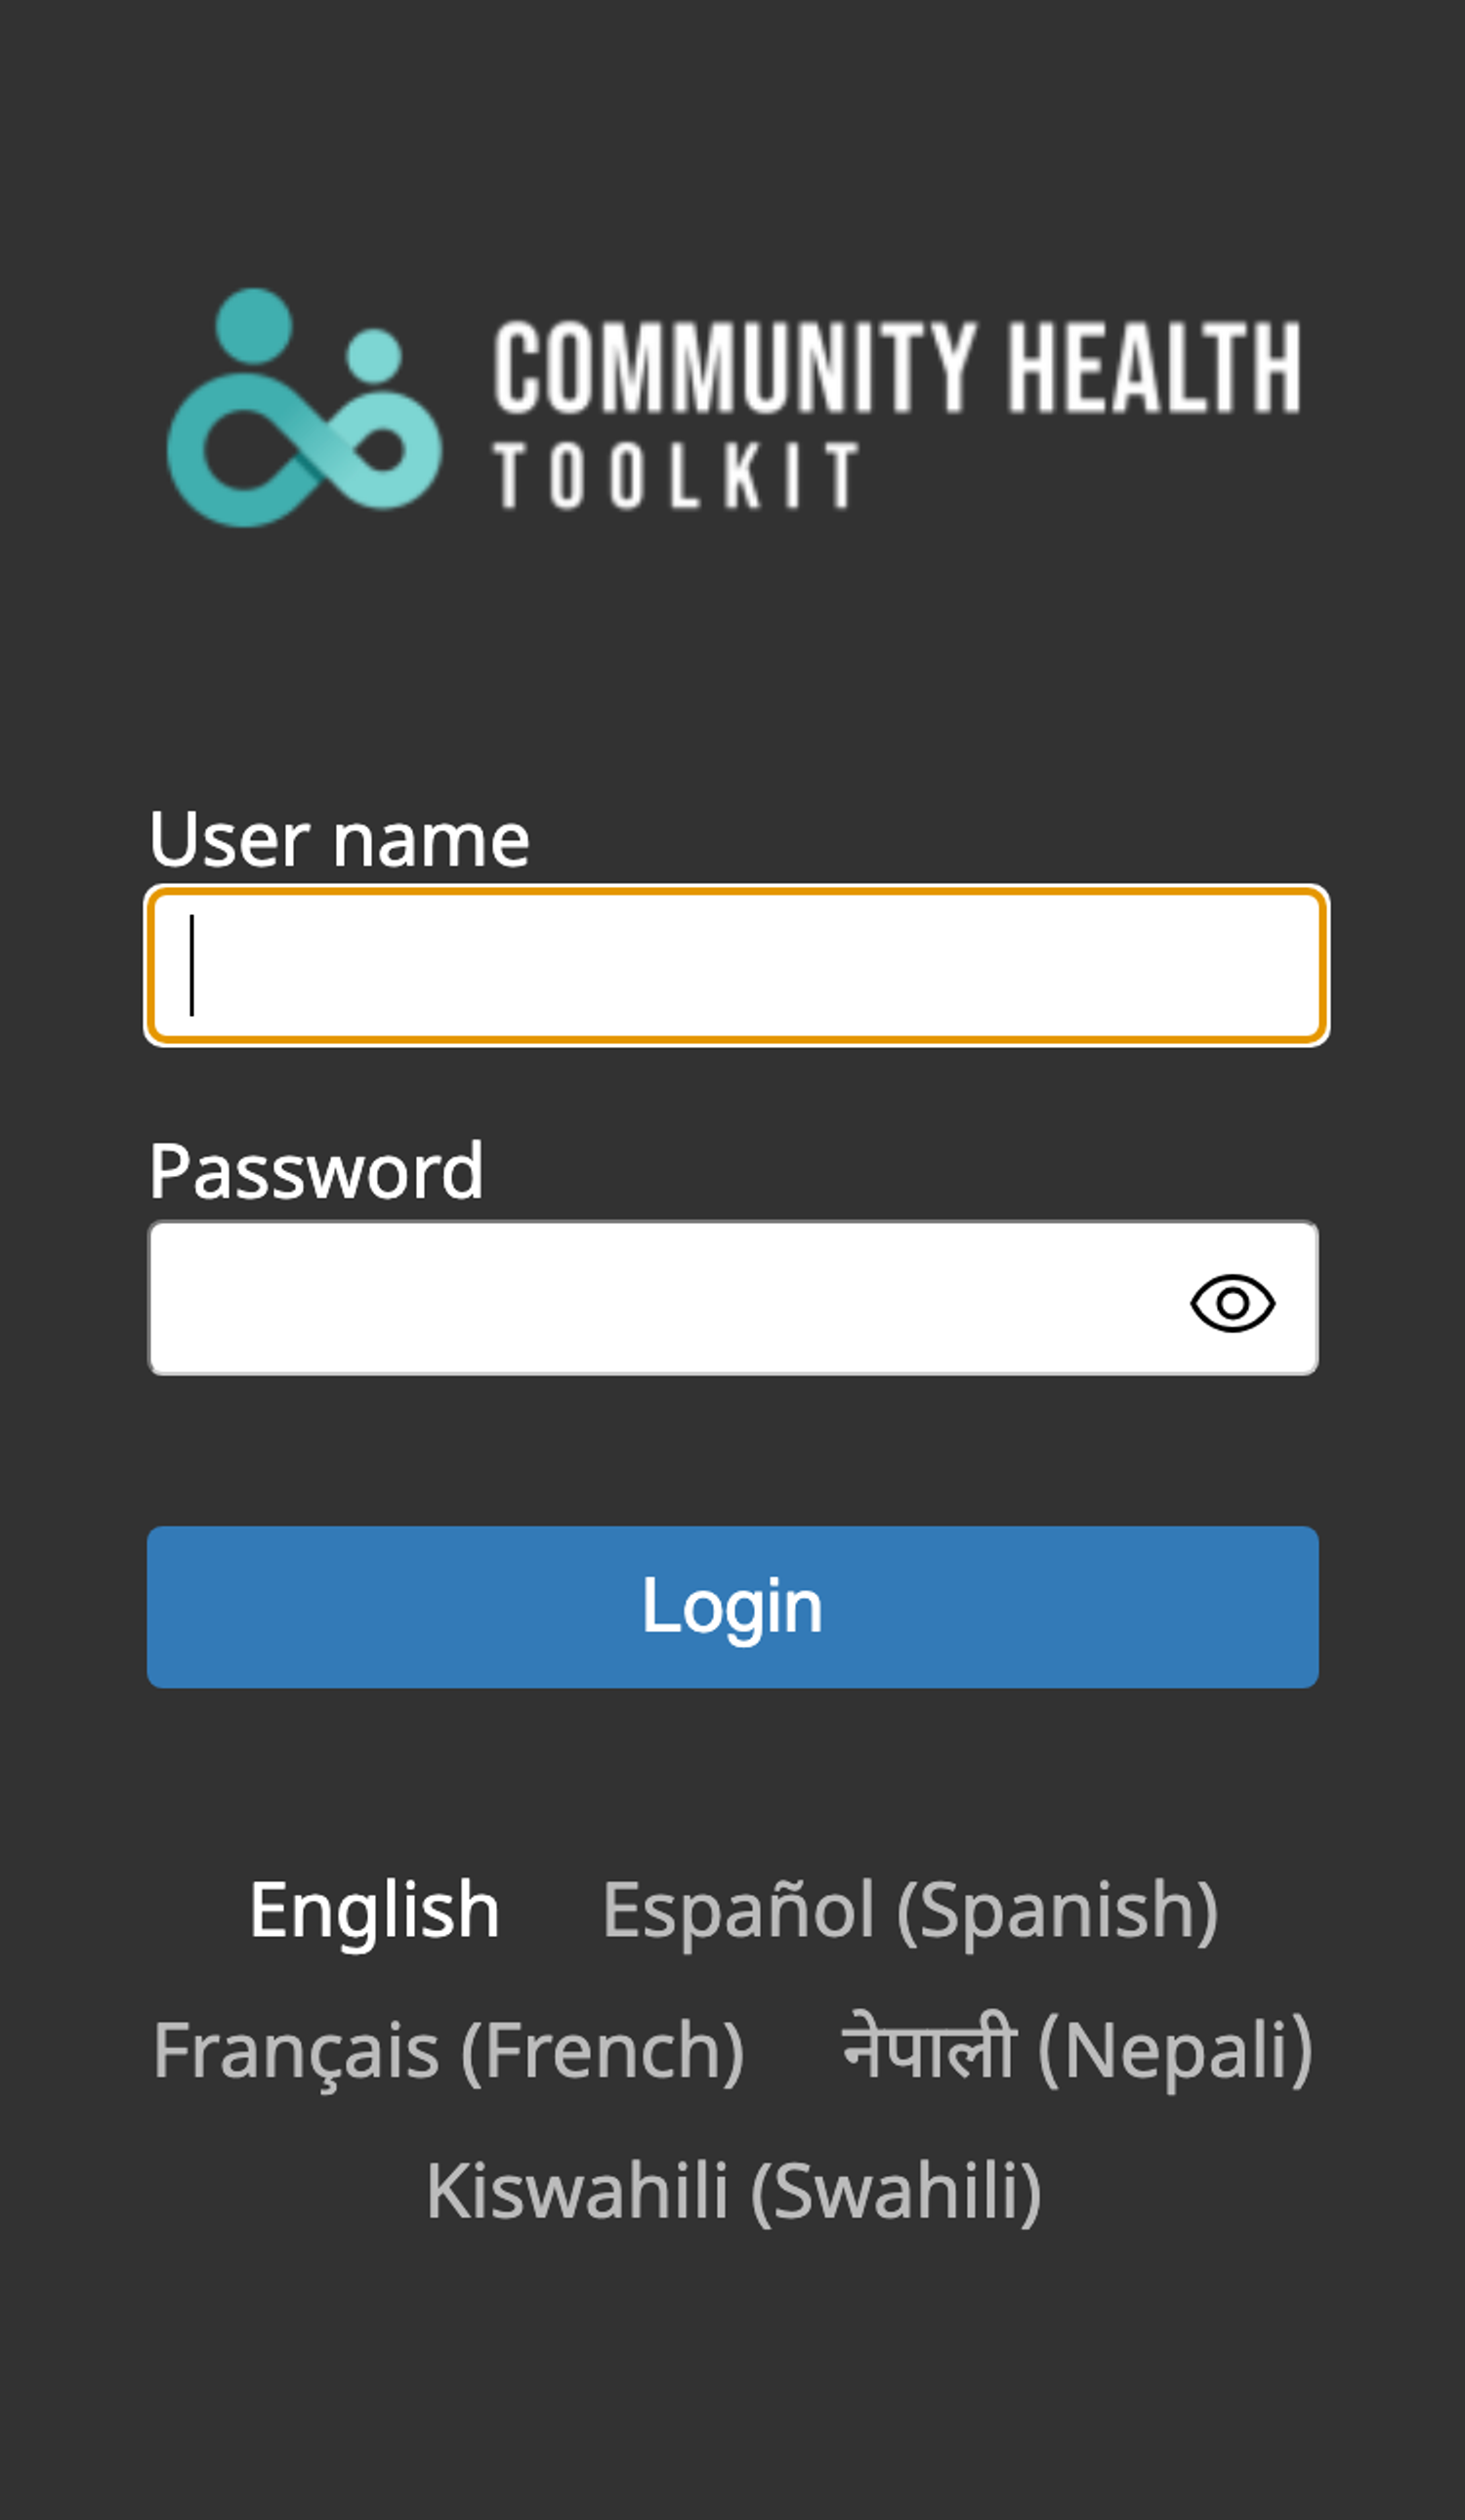 COMMUNITY HEALTH
TOOLKIT
User name
Password
Login
English Español (Spanish)
Français (French) नेपाली (Nepali)
Kiswahili (Swahili)